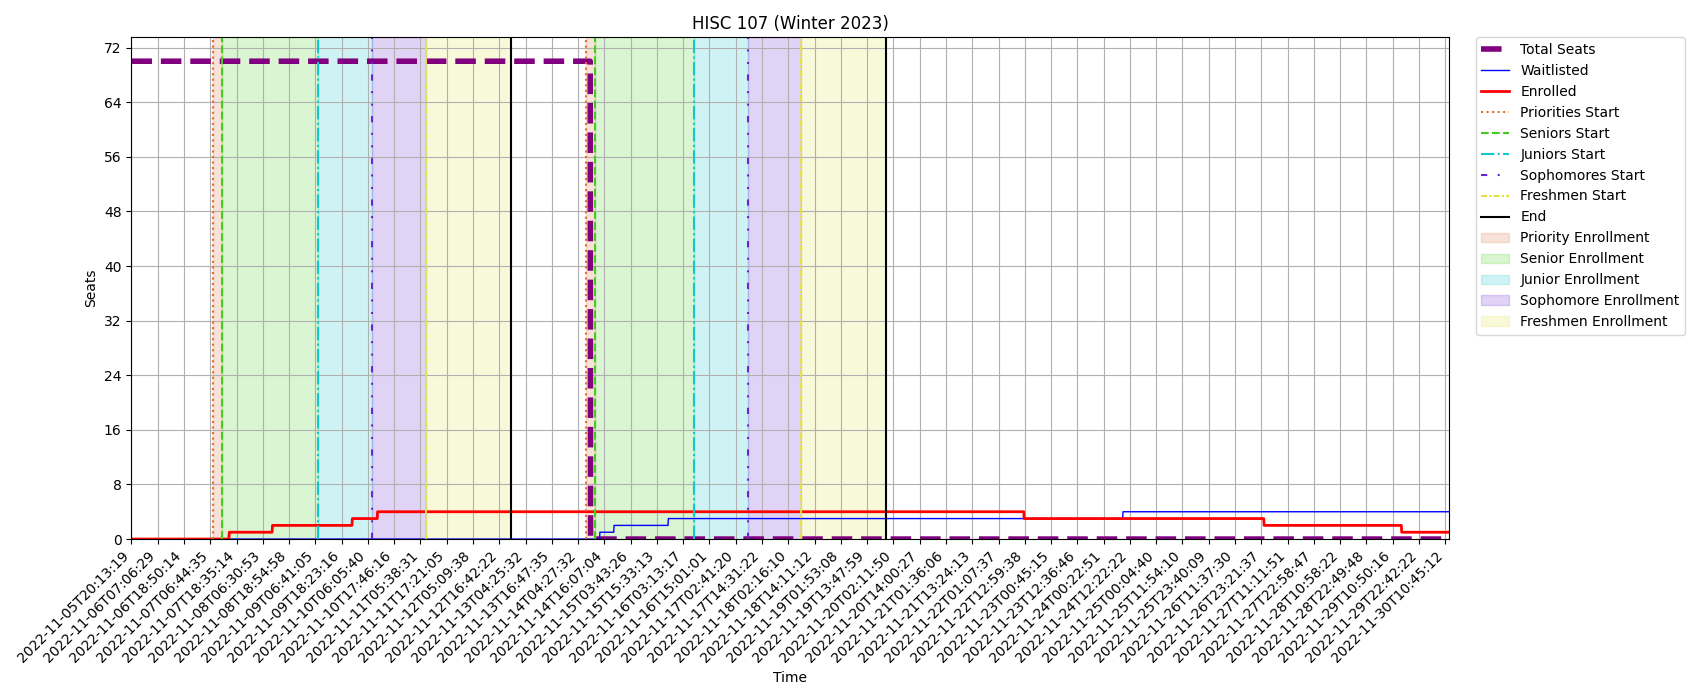 HISC 107 (Winter 2023)
72
64
56
48
40
32
24
16
8
0
Seats
2022-11-05T20:13:19
2022-11-06T07:06:29
2022-11-06T18:50:14
2022-11-07T06:44:35
2022-11-07T18:35:14
2022-11-08T06:30:53
2022-11-08T18:54:58
2022-11-09T06:41:05
2022-11-09T18:23:16
2022-11-10T06:05:40
2022-11-10T17:46:16
2022-11-11T05:38:31
2022-11-11T17:21:05
2022-11-12T05:09:38
2022-11-12T16:42:22
2022-11-13T04:25:32
2022-11-13T16:47:35
2022-11-14T04:27:32
2022-11-14T16:07:04
2022-11-15T03:43:26
2022-11-15T15:33:13
2022-11-16T03:13:17
2022-11-16T15:01:01
2022-11-17T02:41:20
2022-11-17T14:31:22
2022-11-18T02:16:10
2022-11-18T14:11:12
2022-11-19T01:53:08
2022-11-19T13:47:59
2022-11-20T02:11:50
2022-11-20T14:00:27
2022-11-21T01:36:06
2022-11-21T13:24:13
2022-11-22T01:07:37
2022-11-22T12:59:38
2022-11-23T00:45:15
2022-11-23T12:36:46
2022-11-24T00:22:51
2022-11-24T12:22:22
2022-11-25T00:04:40
2022-11-25T11:54:10
2022-11-25T23:40:09
2022-11-26T11:37:30
2022-11-26T23:21:37
2022-11-27T11:11:51
2022-11-27T22:58:47
2022-11-28T10:58:22
2022-11-28T22:49:48
2022-11-29T10:50:16
2022-11-29T22:42:22
2022-11-30T10:45:12
Time
Total Seats
Waitlisted
Enrolled
Priorities Start
Seniors Start
Juniors Start
Sophomores Start
Freshmen Start
End
Priority Enrollment
Senior Enrollment
Junior Enrollment
Sophomore Enrollment
Freshmen Enrollment